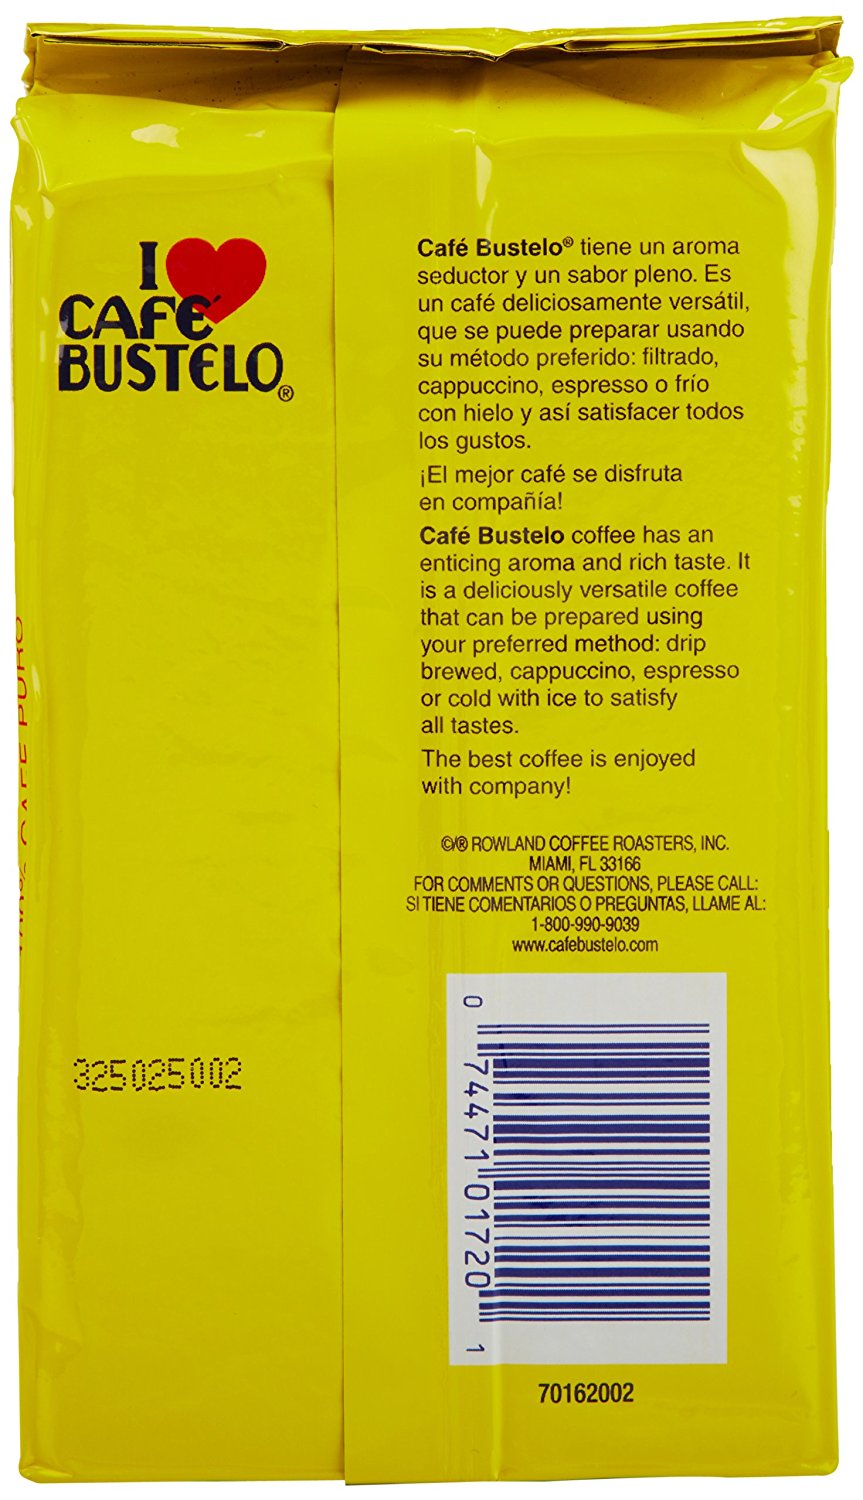 I
CAFÉ
BUSTELO®
Café Bustelo® tiene un aroma
seductor y un sabor pleno. Es
un café deliciosamente versátil,
que se puede preparar usando
su método preferido: filtrado,
cappuccino, espresso o frío
con hielo y así satisfacer todos
los gustos.
¡El mejor café se disfruta
en compañía!
Café Bustelo coffee has an
enticing aroma and rich taste. It
is a deliciously versatile coffee
that can be prepared using
your preferred method: drip
brewed, cappuccino, espresso
or cold with ice to satisfy
all tastes.
The best coffee is enjoyed
with company!
©/® ROWLAND COFFEE ROASTERS, INC.
MIAMI, FL 33166
FOR COMMENTS OR QUESTIONS, PLEASE CALL:
SI TIENE COMENTARIOS O PREGUNTAS, LLAME AL:
1-800-990-9039
www.cafebustelo.com
0 74471 01720 1
70162002
325025002
100% CAFE PURO